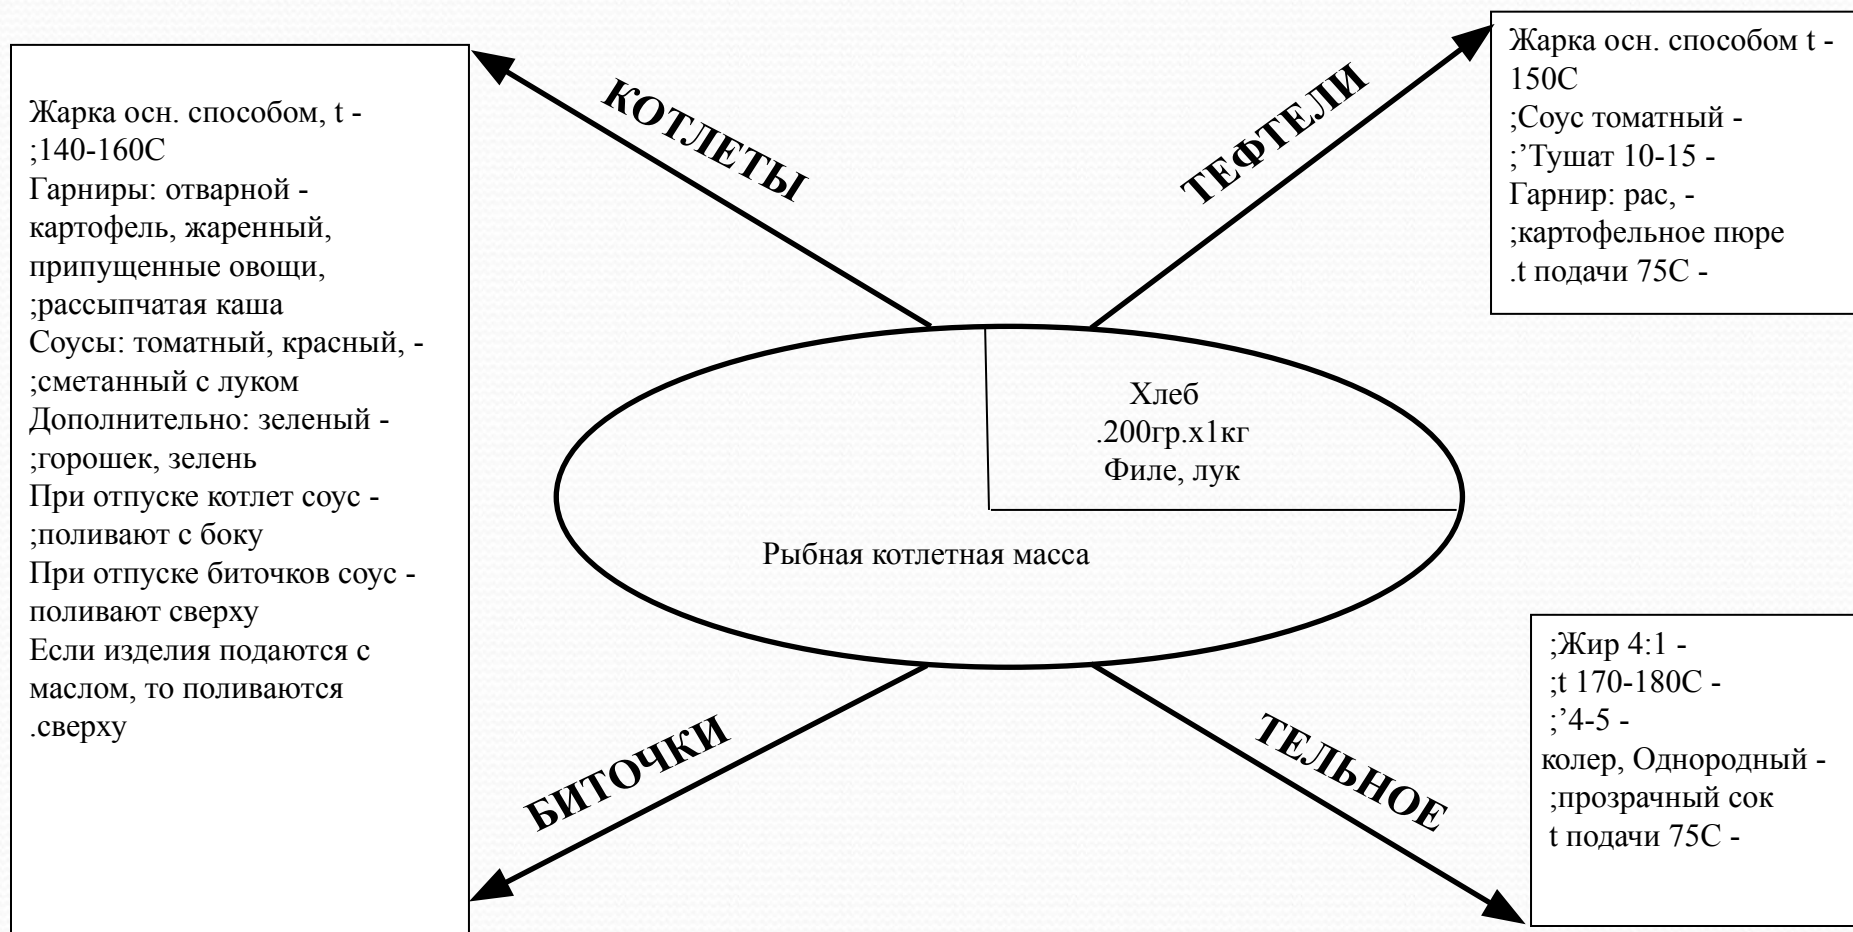 Жарка осн. способом, t -
;140-160С
Гарниры: отварной -
картофель, жаренный,
припущенные овощи,
;рассыпчатая каша
Соусы: томатный, красный, -
;сметанный с луком
Дополнительно: зеленый -
;горошек, зелень
При отпуске котлет соус -
;поливают с боку
При отпуске биточков соус -
поливают сверху
Если изделия подаются с
маслом, то поливаются
.сверху
КОТЛЕТЫ
ТЕФТЕЛИ
Жарка осн. способом t -
150С
;Соус томатный -
;’Тушат 10-15 -
Гарнир: рас, -
;картофельное пюре
.t подачи 75С -
Хлеб
.200гр.х1кг
Филе, лук
Рыбная котлетная масса
БИТОЧКИ
ТЕЛЬНОЕ
;Жир 4:1 -
;t 170-180С -
;’4-5 -
колер, Однородный -
;прозрачный сок
t подачи 75С -